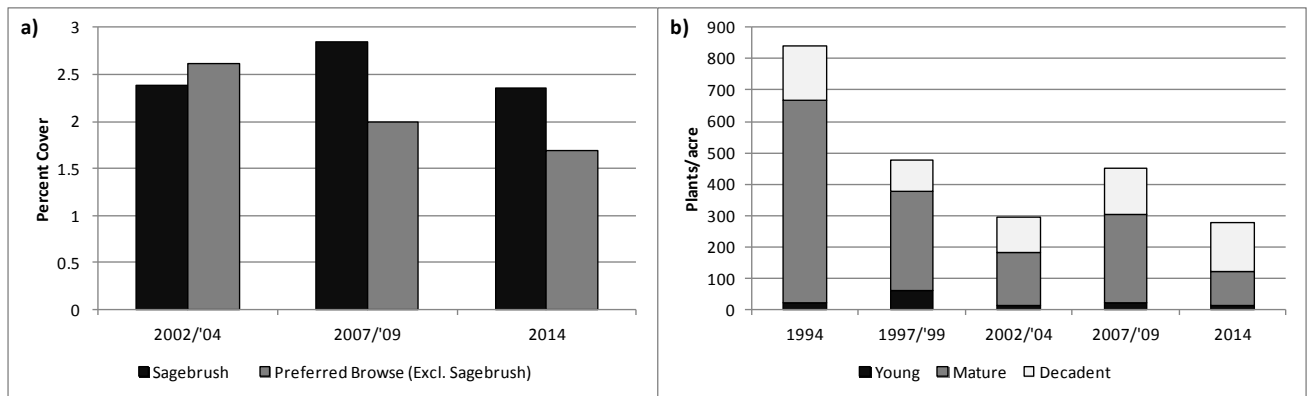 a)
3
2.5
2
1.5
1
0.5
0
Percent Cover
2002/'04
2007/'09
2014
Sagebrush
Preferred Browse (Excl. Sagebrush)
b)
900
800
700
600
500
400
300
200
100
0
Plants/acre
1994
1997/'99
2002/'04
2007/'09
2014
Young
Mature
Decadent